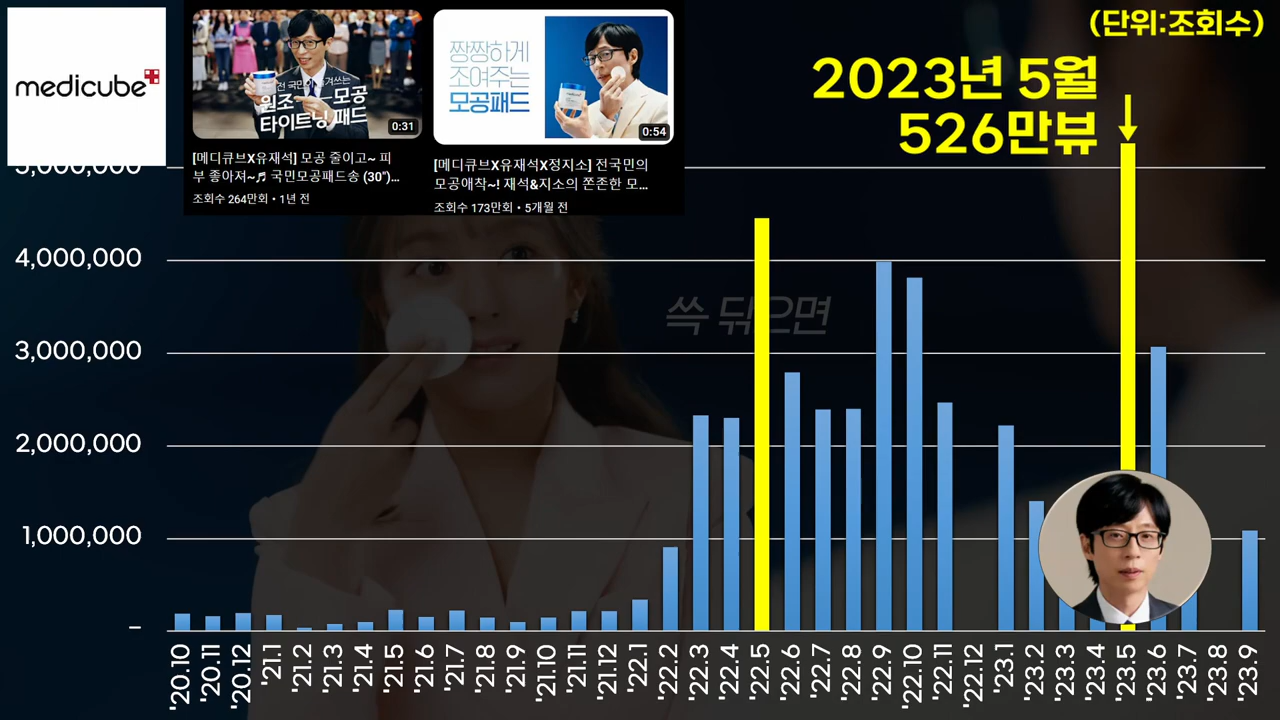 medicube
전 국민이 즐겨쓰는
원조 모공
타이트닝 패드
0:31
[메디큐브X유재석] 모공 줄이고~ 피
부 좋아져~♬ 국민모공패드송 (30")...
조회수 264만회 • 1년 전
짱짱하게
조여주는
모공패드
0:54
[메디큐브X유재석X정지소] 전국민의
모공애착~! 재석&지소의 쫀존한 모...
조회수 173만회 • 5개월 전
(단위:조회수)
2023년 5월
526만뷰
쓱 닦으면
5,000,000
4,000,000
3,000,000
2,000,000
1,000,000
–
'20.10
'20.11
'20.12
'21.1
'21.2
'21.3
'21.4
'21.5
'21.6
'21.7
'21.8
'21.9
'21.10
'21.11
'21.12
'22.1
'22.2
'22.3
'22.4
'22.5
'22.6
'22.7
'22.8
'22.9
'22.10
'22.11
'22.12
'23.1
'23.2
'23.3
'23.4
'23.5
'23.6
'23.7
'23.8
'23.9